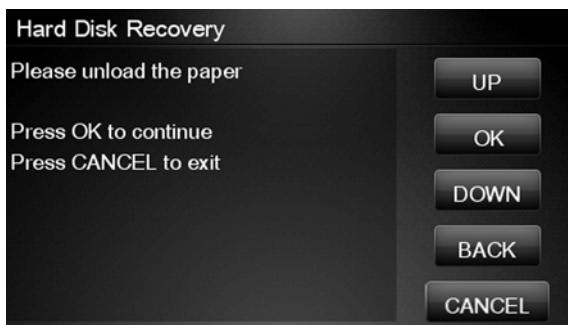 Hard Disk Recovery
Please unload the paper
Press OK to continue
Press CANCEL to exit
UP
OK
DOWN
BACK
CANCEL